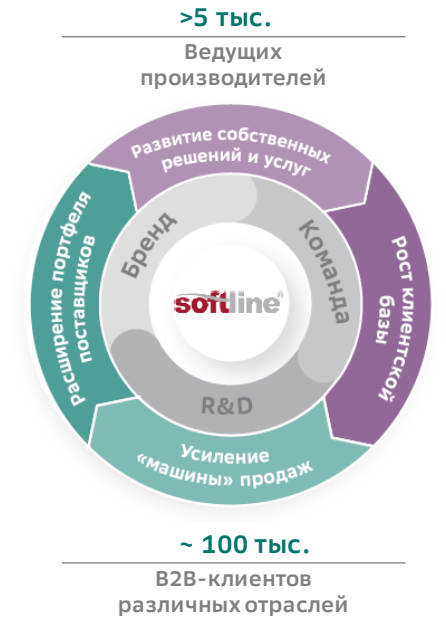 >5 тыс.
Ведущих
производителей
Развитие собственных
решений и услуг
Бренд
Команда
Расширение портфеля
поставщиков
Рост клиентской
базы
softline®
R&D
Усиление
«машины» продаж
~ 100 тыс.
B2B-клиентов
различных отраслей